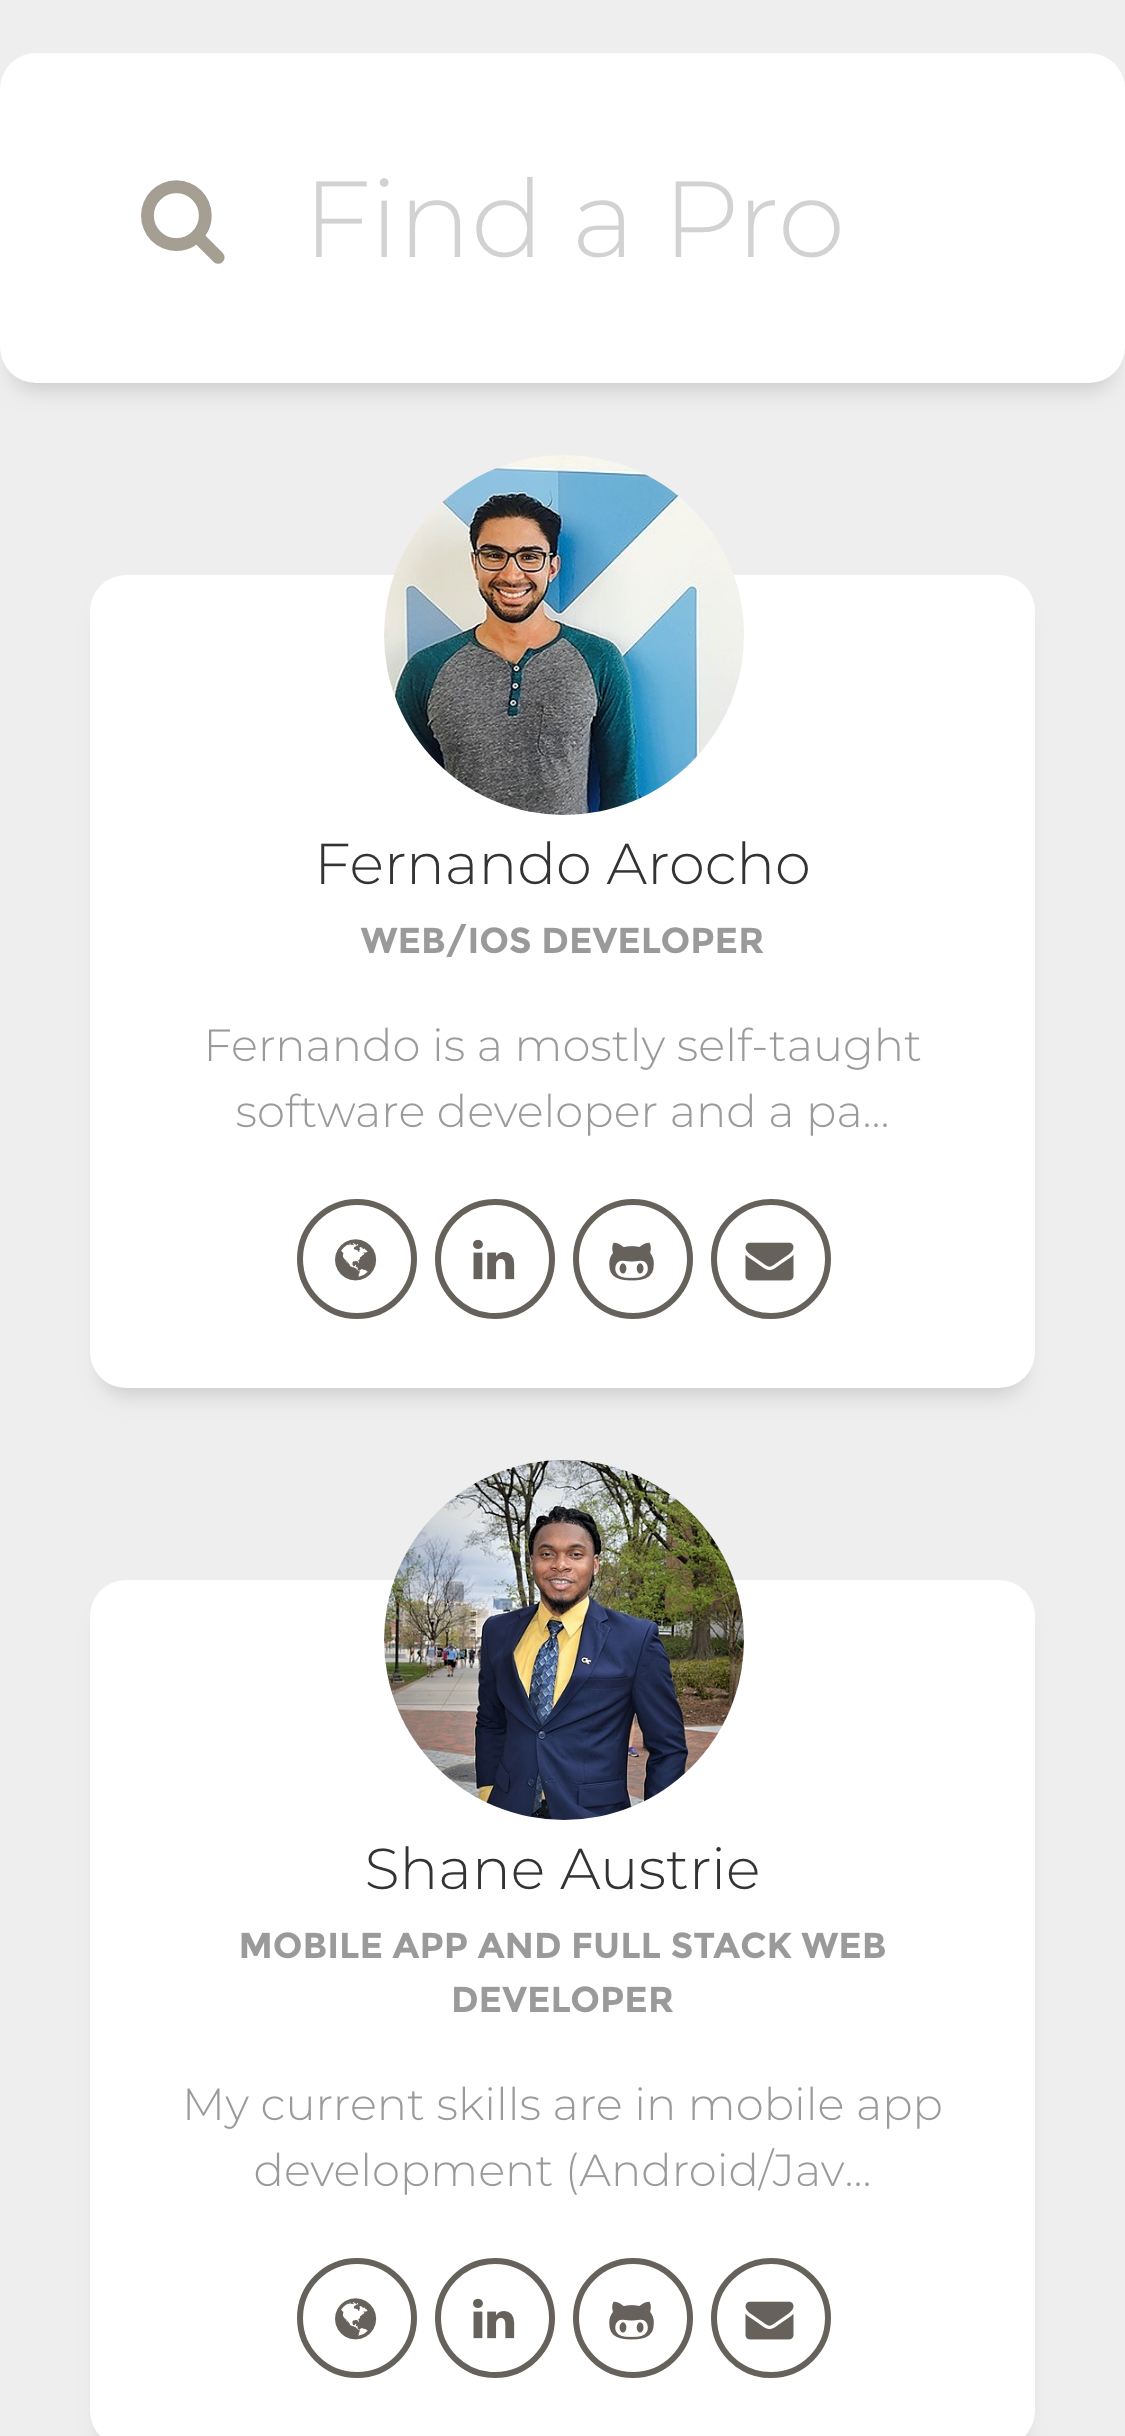 Find a Pro
Fernando Arocho
WEB/IOS DEVELOPER
Fernando is a mostly self-taught
software developer and a pa...
in
Shane Austrie
MOBILE APP AND FULL STACK WEB
DEVELOPER
My current skills are in mobile app
development (Android/Jav...
in